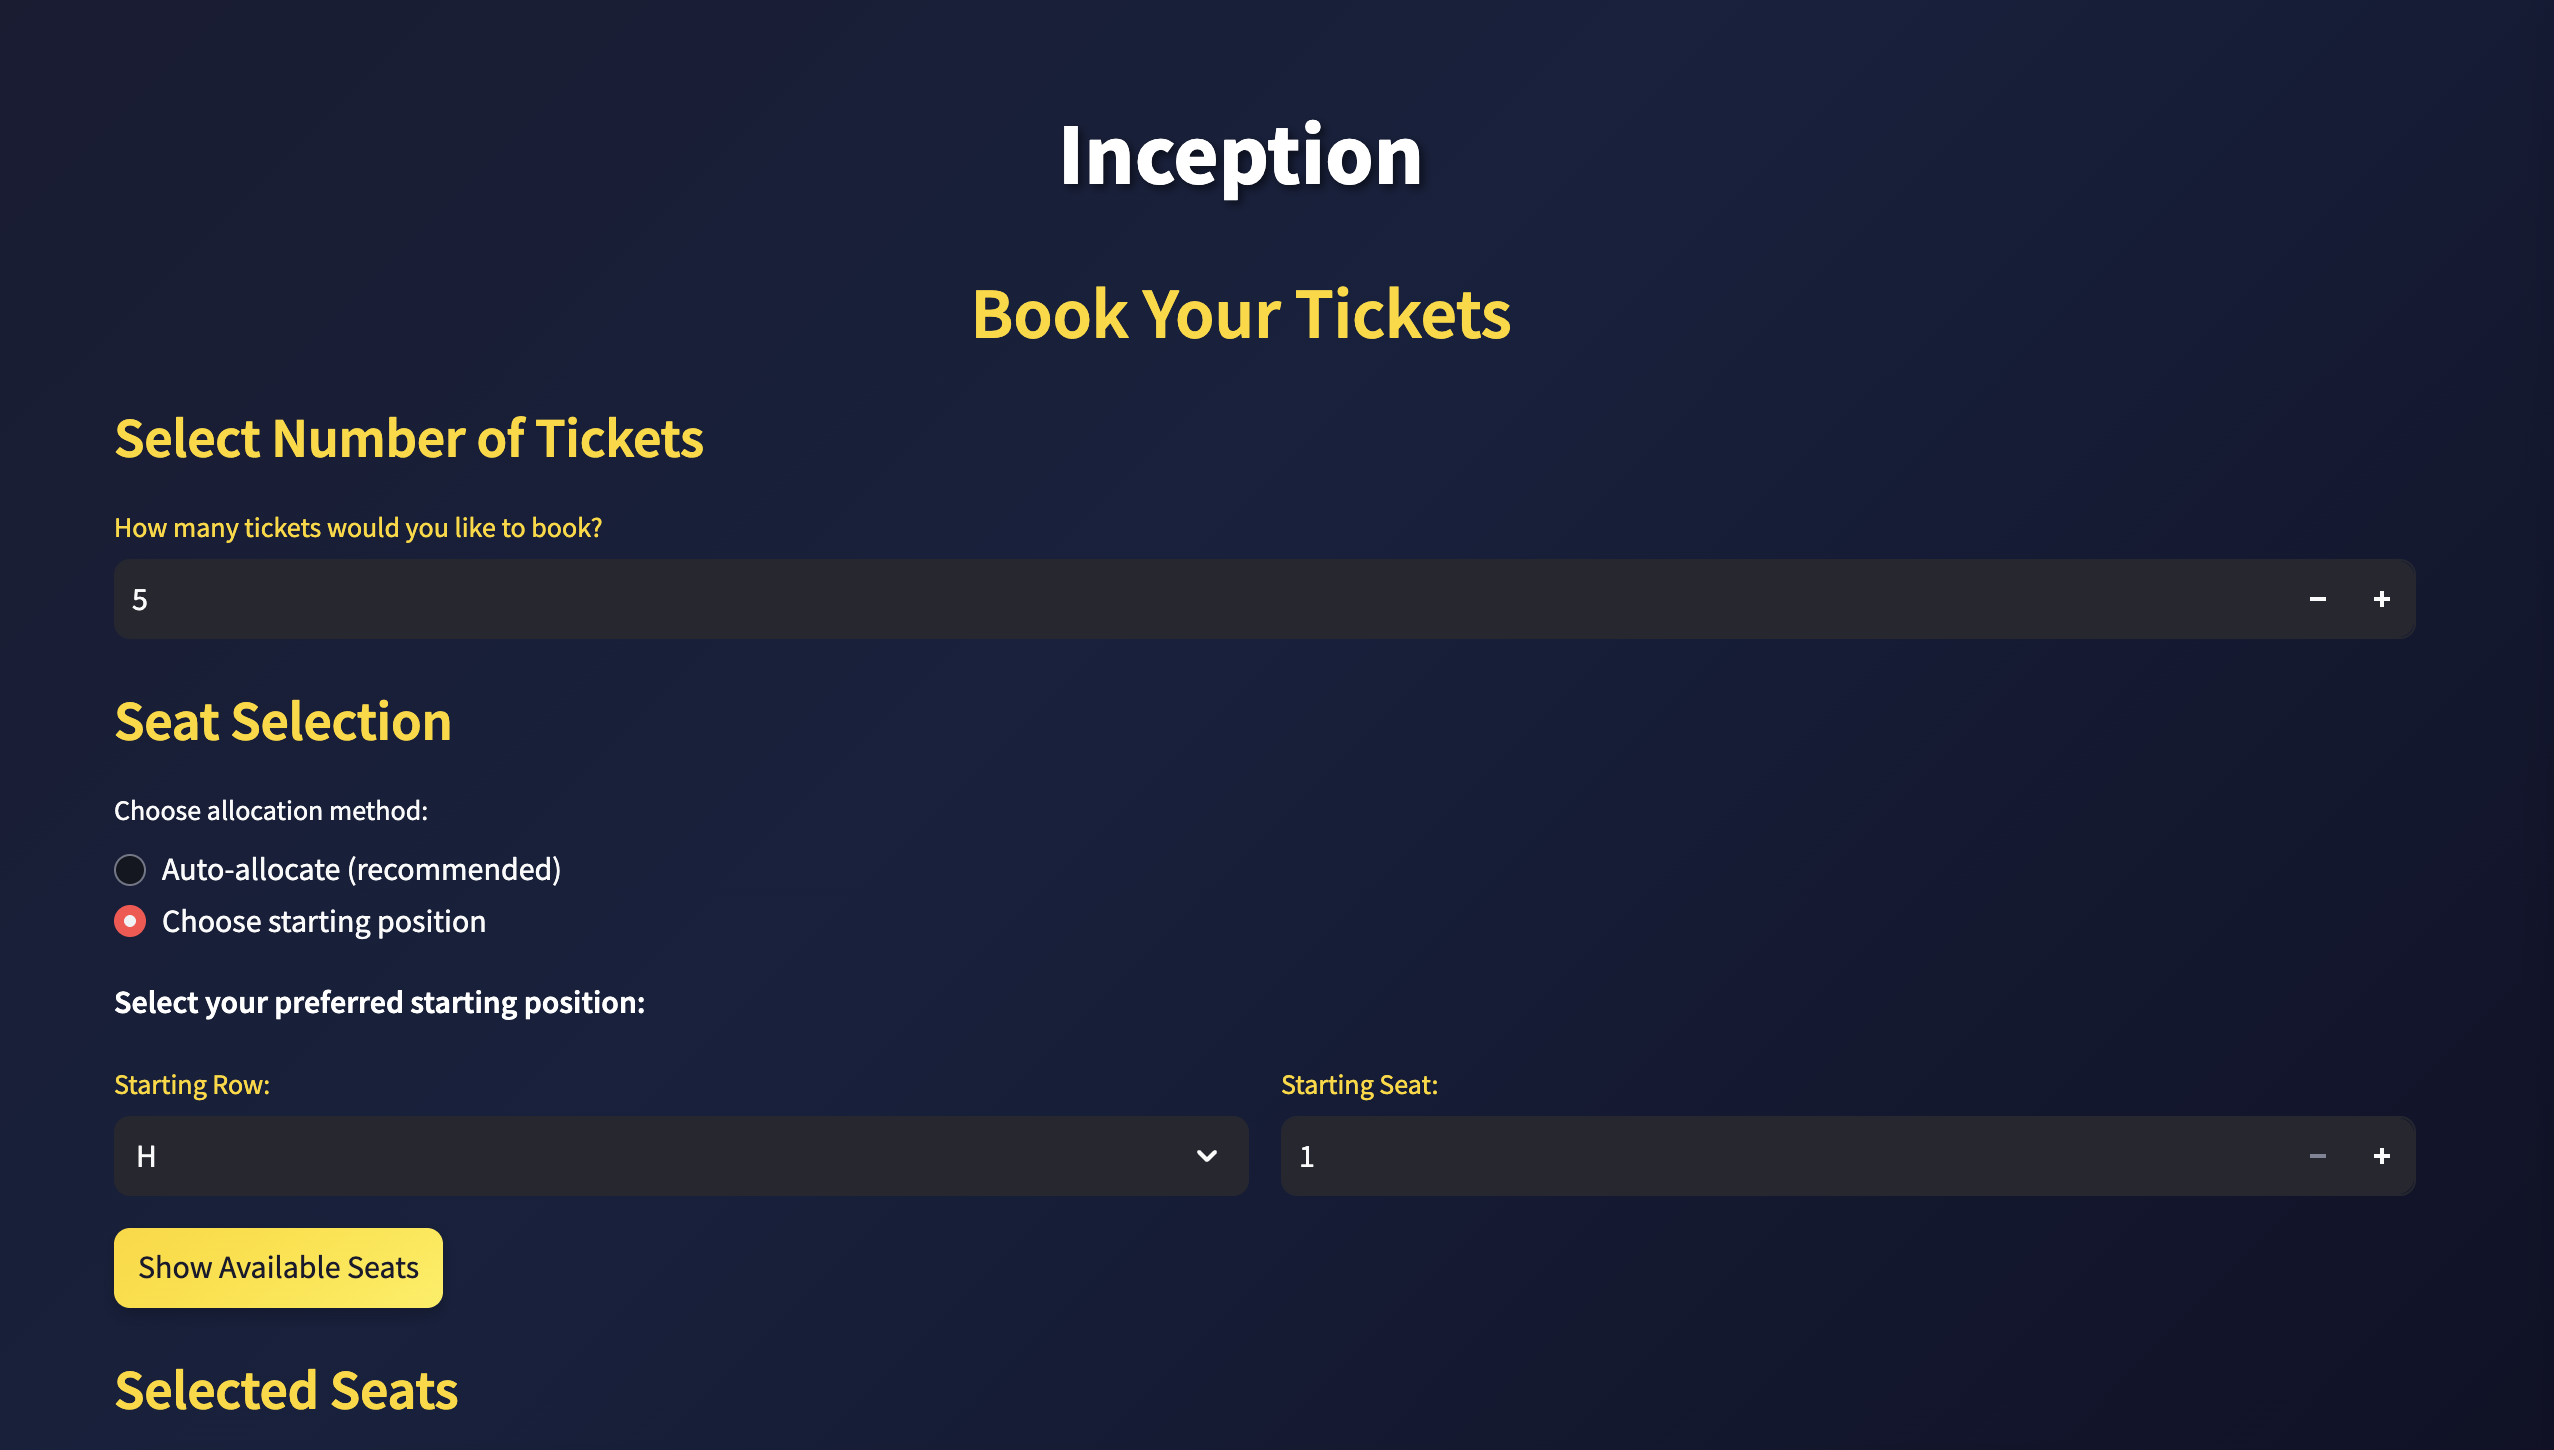 Inception
Book Your Tickets
Select Number of Tickets
How many tickets would you like to book?
5
Seat Selection
Choose allocation method:
Auto-allocate (recommended)
Choose starting position
Select your preferred starting position:
Starting Row:
Starting Seat:
H
1
Show Available Seats
Selected Seats